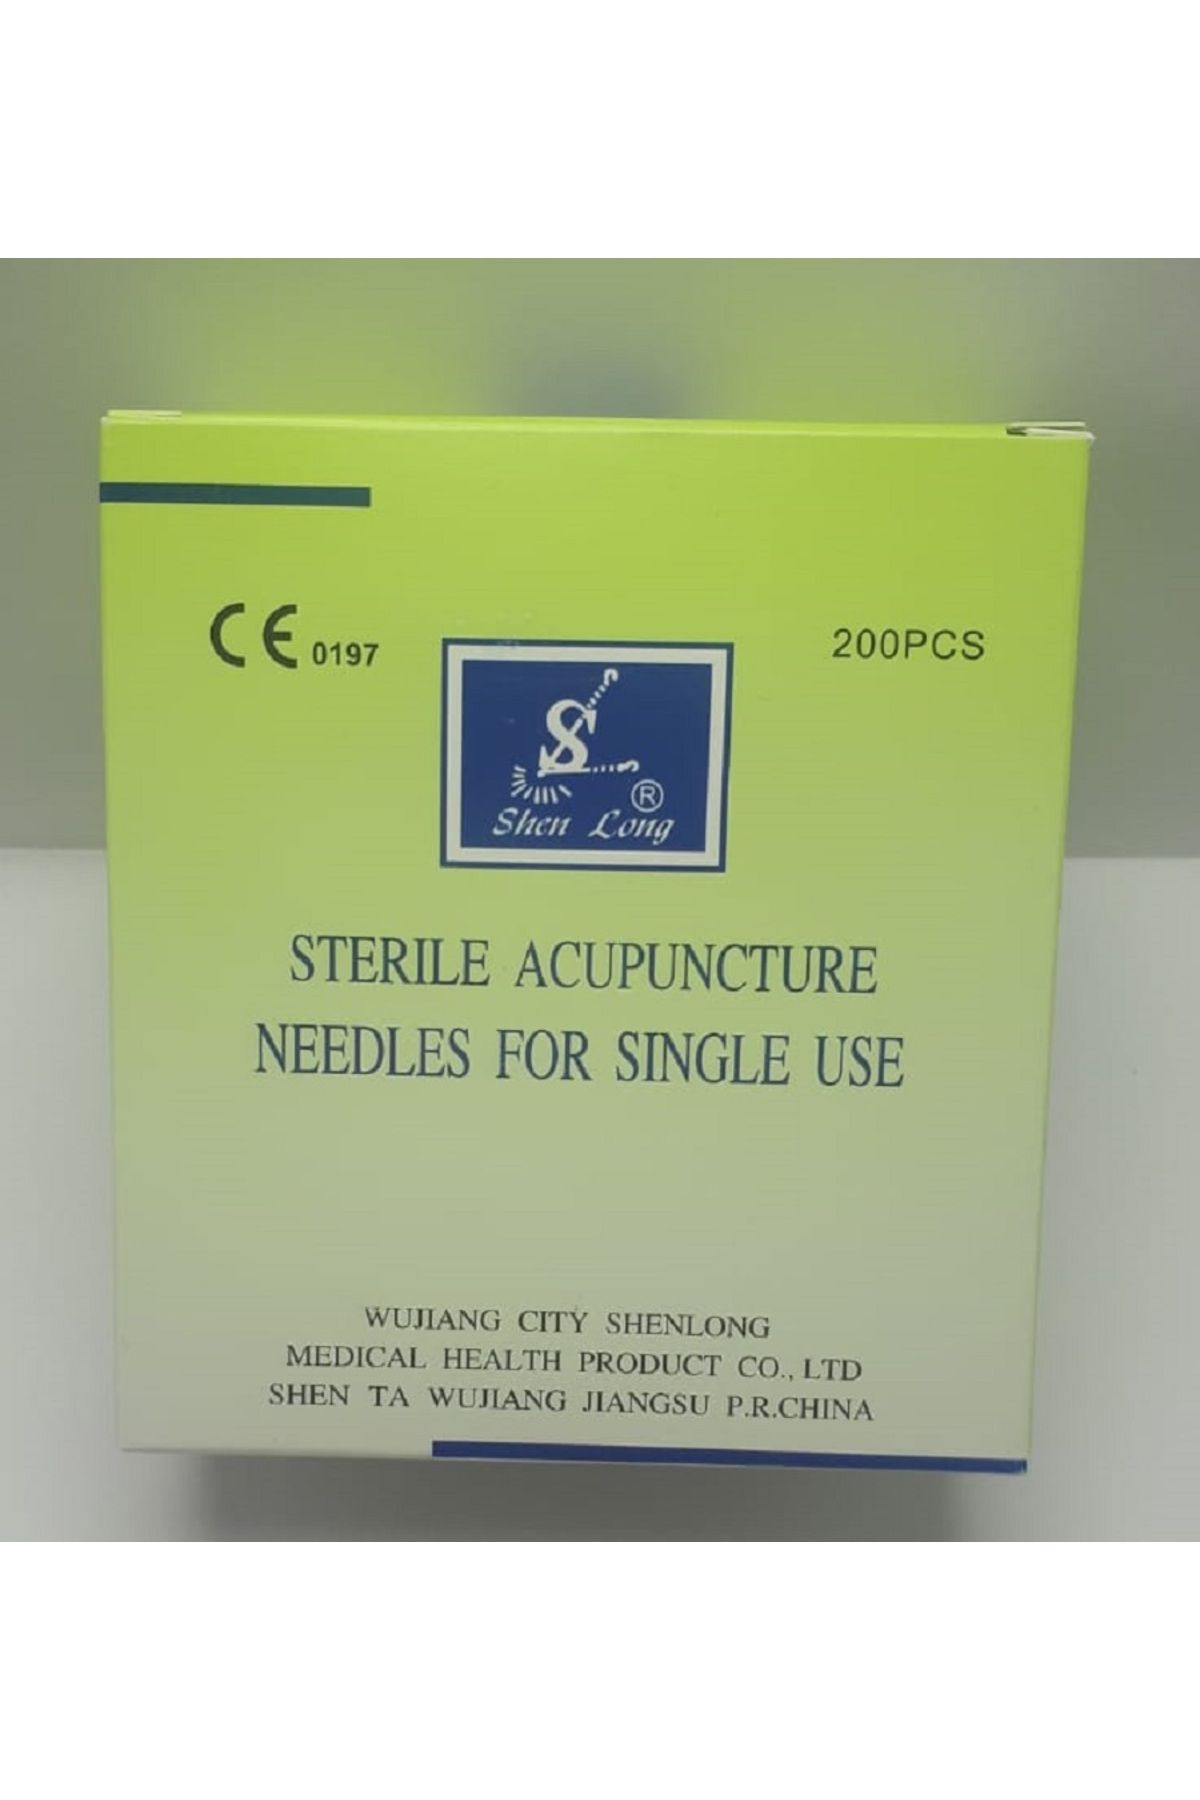 CE 0197
200PCS
S
Shen Long ®
STERILE ACUPUNCTURE
NEEDLES FOR SINGLE USE
WUJIANG CITY SHENLONG
MEDICAL HEALTH PRODUCT CO., LTD
SHEN TA WUJIANG JIANGSU P.R.CHINA